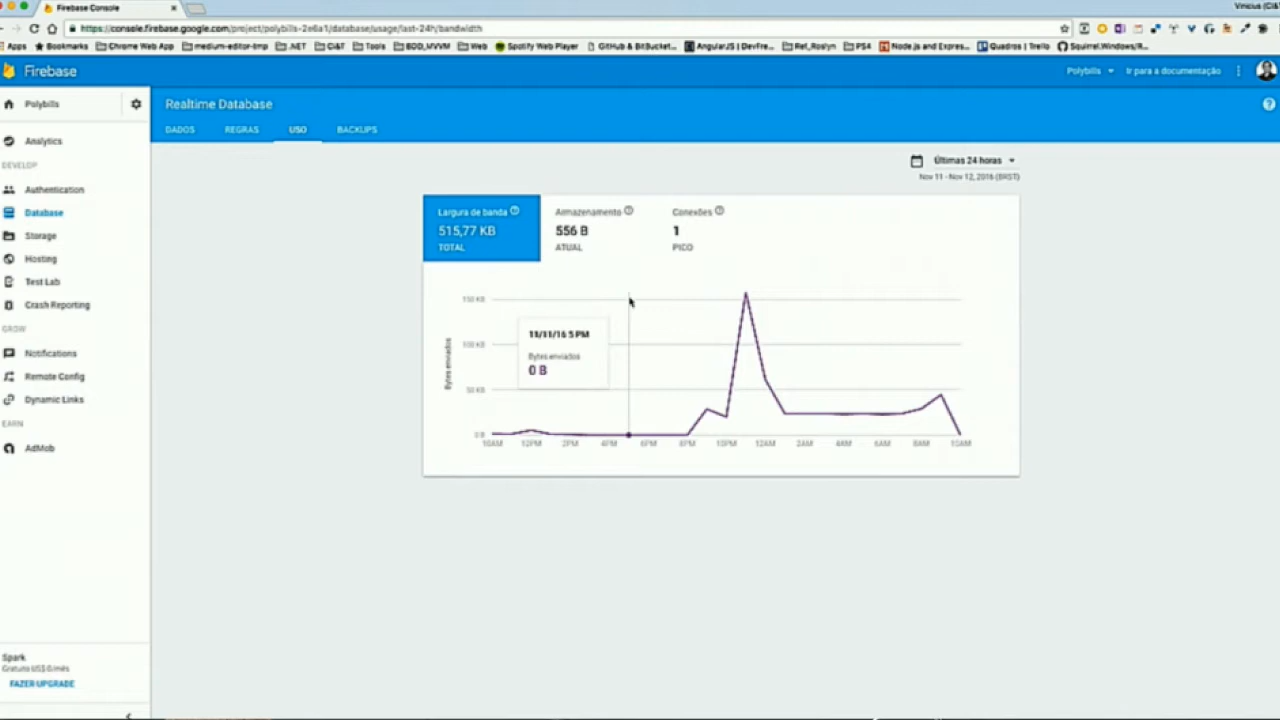 Firebase Console
Vinicius (CI&T
https://console.firebase.google.com/project/polybills-2e6a1/database/usage/last-24h/bandwidth
Apps Bookmarks Chrome Web App medium-editor-tmp .NET CI&T Tools BDD_MVVM Web Spotify Web Player GitHub & BitBucket... AngularJS | DevFre... Ref_Roslyn PS4 Node.js and Expres... Quadros | Trello Squirrel.Windows/R...
Firebase
Polybills
Ir para a documentação
Polybills
Realtime Database
DADOS REGRAS USO BACKUPS
Analytics
DEVELOP
Authentication
Database
Storage
Hosting
Test Lab
Crash Reporting
GROW
Notifications
Remote Config
Dynamic Links
EARN
AdMob
Spark
Gratuito US$ 0/mês
FAZER UPGRADE
Últimas 24 horas
Nov 11 - Nov 12, 2016 (BRST)
Largura de banda
515,77 KB
TOTAL
Armazenamento
556 B
ATUAL
Conexões
1
PICO
150 KB
100 KB
50 KB
0 B
Bytes enviados
11/11/16 5 PM
Bytes enviados
0 B
10AM 12PM 2PM 4PM 6PM 8PM 10PM 12AM 2AM 4AM 6AM 8AM 10AM